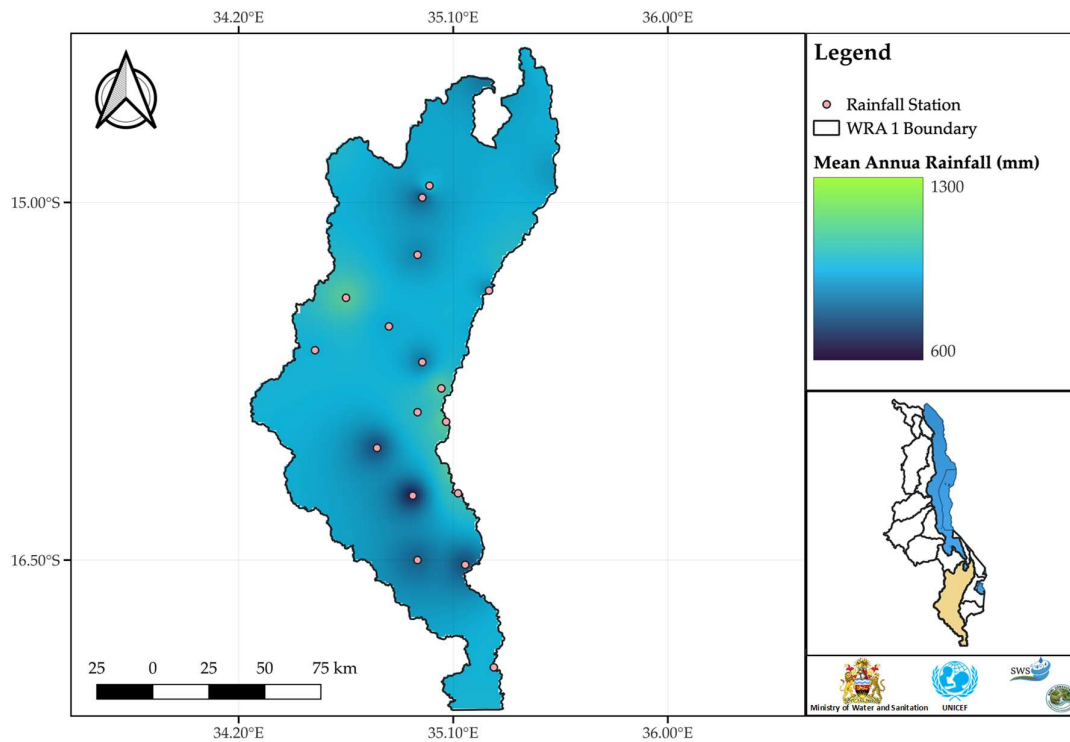 34.20°E 35.10°E 36.00°E
15.00°S
16.50°S
25 0 25 50 75 km
34.20°E 35.10°E 36.00°E
Legend
Rainfall Station
WRA 1 Boundary
Mean Annua Rainfall (mm)
1300
600
SWS
Ministry of Water and Sanitation UNICEF